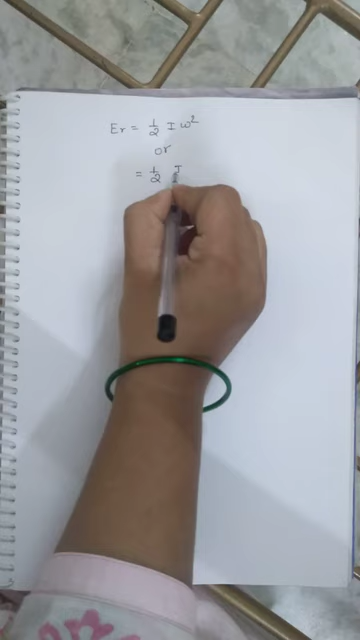 Er = 1/2 I ω²
or
= 1/2 I